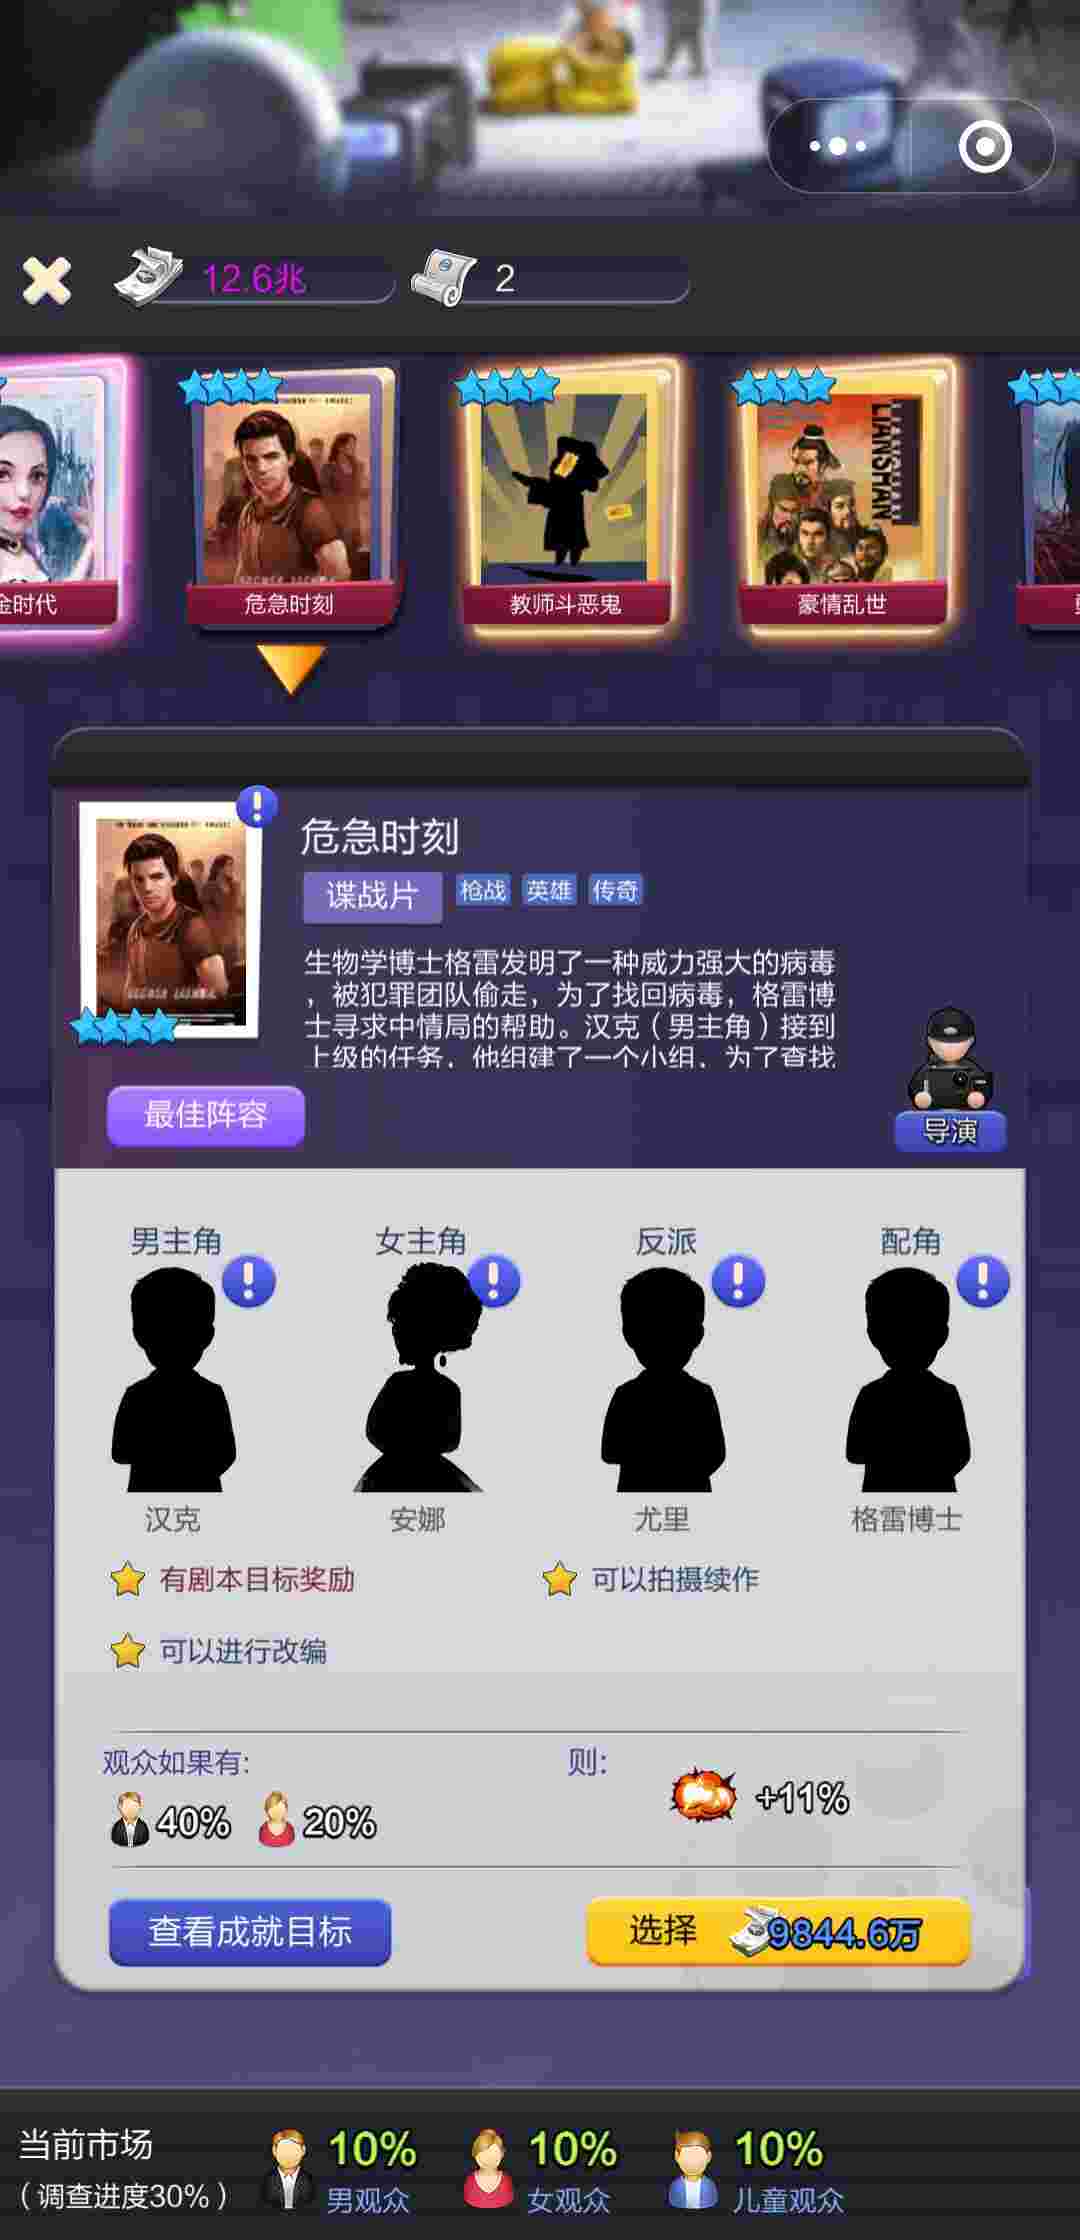 12.6兆
2
金时代
危急时刻
教师斗恶鬼
LIANSHAN
豪情乱世
危急时刻
谍战片 枪战 英雄 传奇
生物学博士格雷发明了一种威力强大的病毒
，被犯罪团队偷走，为了找回病毒，格雷博
士寻求中情局的帮助。汉克（男主角）接到
上级的任务，他组建了一个小组，为了查找
最佳阵容
导演
男主角 女主角 反派 配角
汉克 安娜 尤里 格雷博士
有剧本目标奖励 可以拍摄续作
可以进行改编
观众如果有: 则:
40% 20% +11%
查看成就目标 选择 9844.6万
当前市场
（调查进度30%）
10% 10% 10%
男观众 女观众 儿童观众